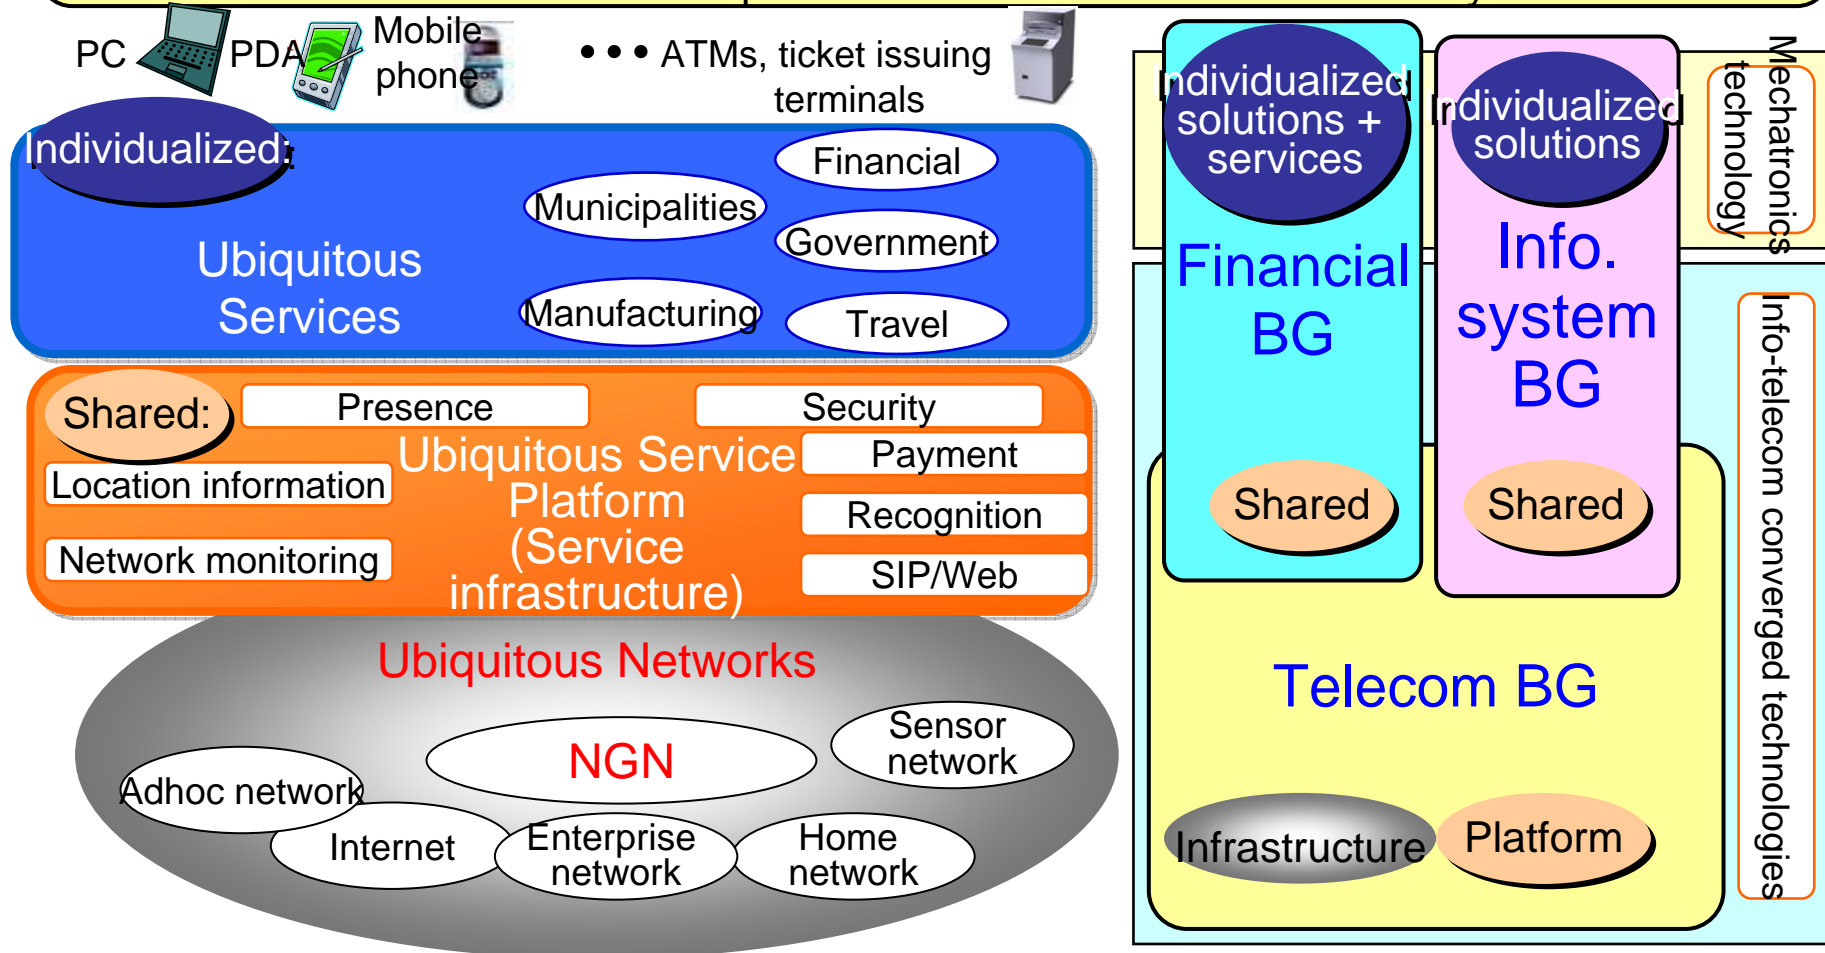 PC
PDA
Mobile
phone
••• ATMs, ticket issuing
terminals
Individualized:
Ubiquitous
Services
Financial
Municipalities
Government
Manufacturing
Travel
Shared:
Presence
Security
Location information
Network monitoring
Ubiquitous Service
Platform
(Service
infrastructure)
Payment
Recognition
SIP/Web
Ubiquitous Networks
NGN
Sensor
network
Adhoc network
Internet
Enterprise
network
Home
network
Individualized
solutions +
services
Financial
BG
Shared
Individualized
solutions
Info.
system
BG
Shared
Telecom BG
Infrastructure
Platform
Mechatronics
technology
Info-telecom converged technologies